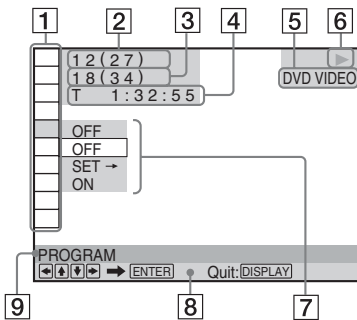 1 2 3 4 5 6
12(27)
18(34)
T 1:32:55
DVD VIDEO
OFF
OFF
SET →
ON
PROGRAM
←↑↓→ ➡ ENTER Quit: DISPLAY
9 8 7